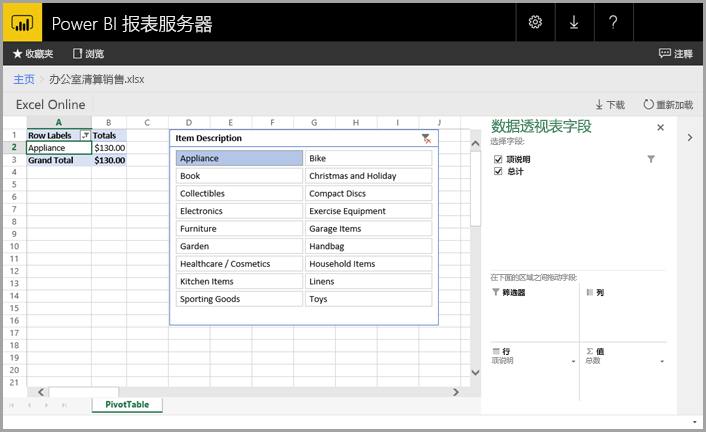 Power BI 报表服务器
收藏夹 浏览 注释
主页 > 办公室清算销售.xlsx
Excel Online 下载 重新加载
A B C D E F G H I J
1 Row Labels Totals
2 Appliance $130.00
3 Grand Total $130.00
4
5
6
7
8
9
10
11
12
13
14
15
16
17
18
19
20
21
Item Description
Appliance Bike
Book Christmas and Holiday
Collectibles Compact Discs
Electronics Exercise Equipment
Furniture Garage Items
Garden Handbag
Healthcare / Cosmetics Household Items
Kitchen Items Linens
Sporting Goods Toys
PivotTable
数据透视表字段
选择字段:
项说明
总计
在下面的区域之间拖动字段:
筛选器 列
行 Σ 值
项说明 总数